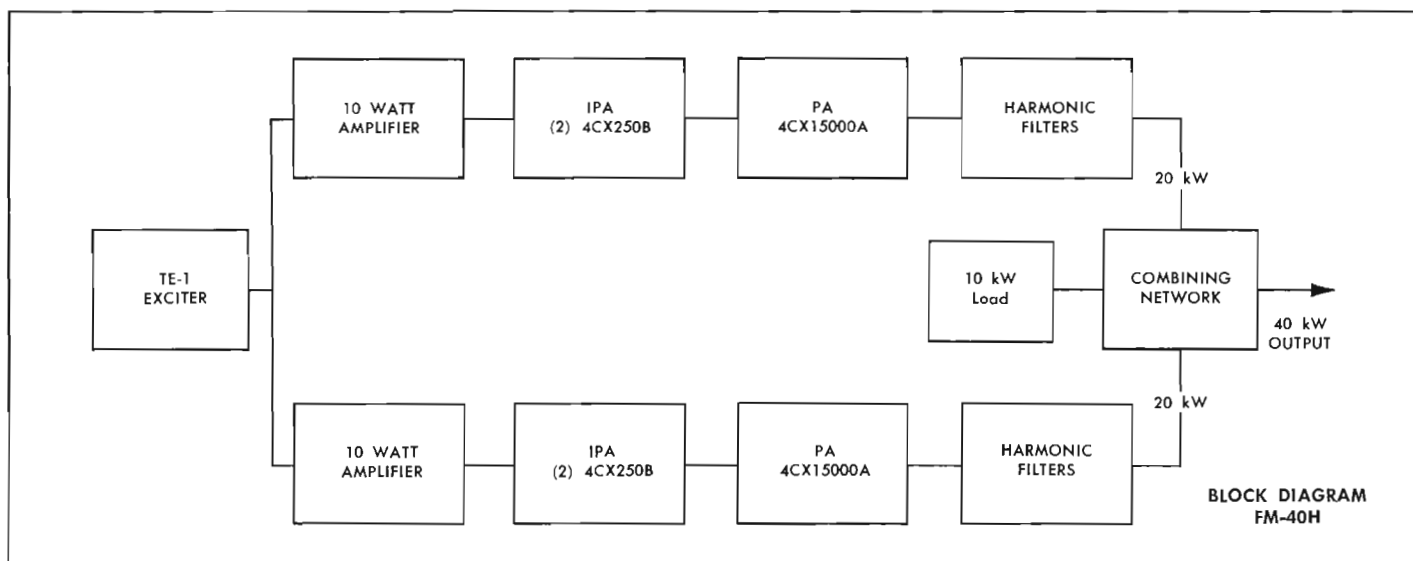 10 WATT
AMPLIFIER
IPA
(2) 4CX250B
PA
4CX15000A
HARMONIC
FILTERS
20 kW
TE-1
EXCITER
10 kW
Load
COMBINING
NETWORK
40 kW
OUTPUT
20 kW
10 WATT
AMPLIFIER
IPA
(2) 4CX250B
PA
4CX15000A
HARMONIC
FILTERS
BLOCK DIAGRAM
FM-40H